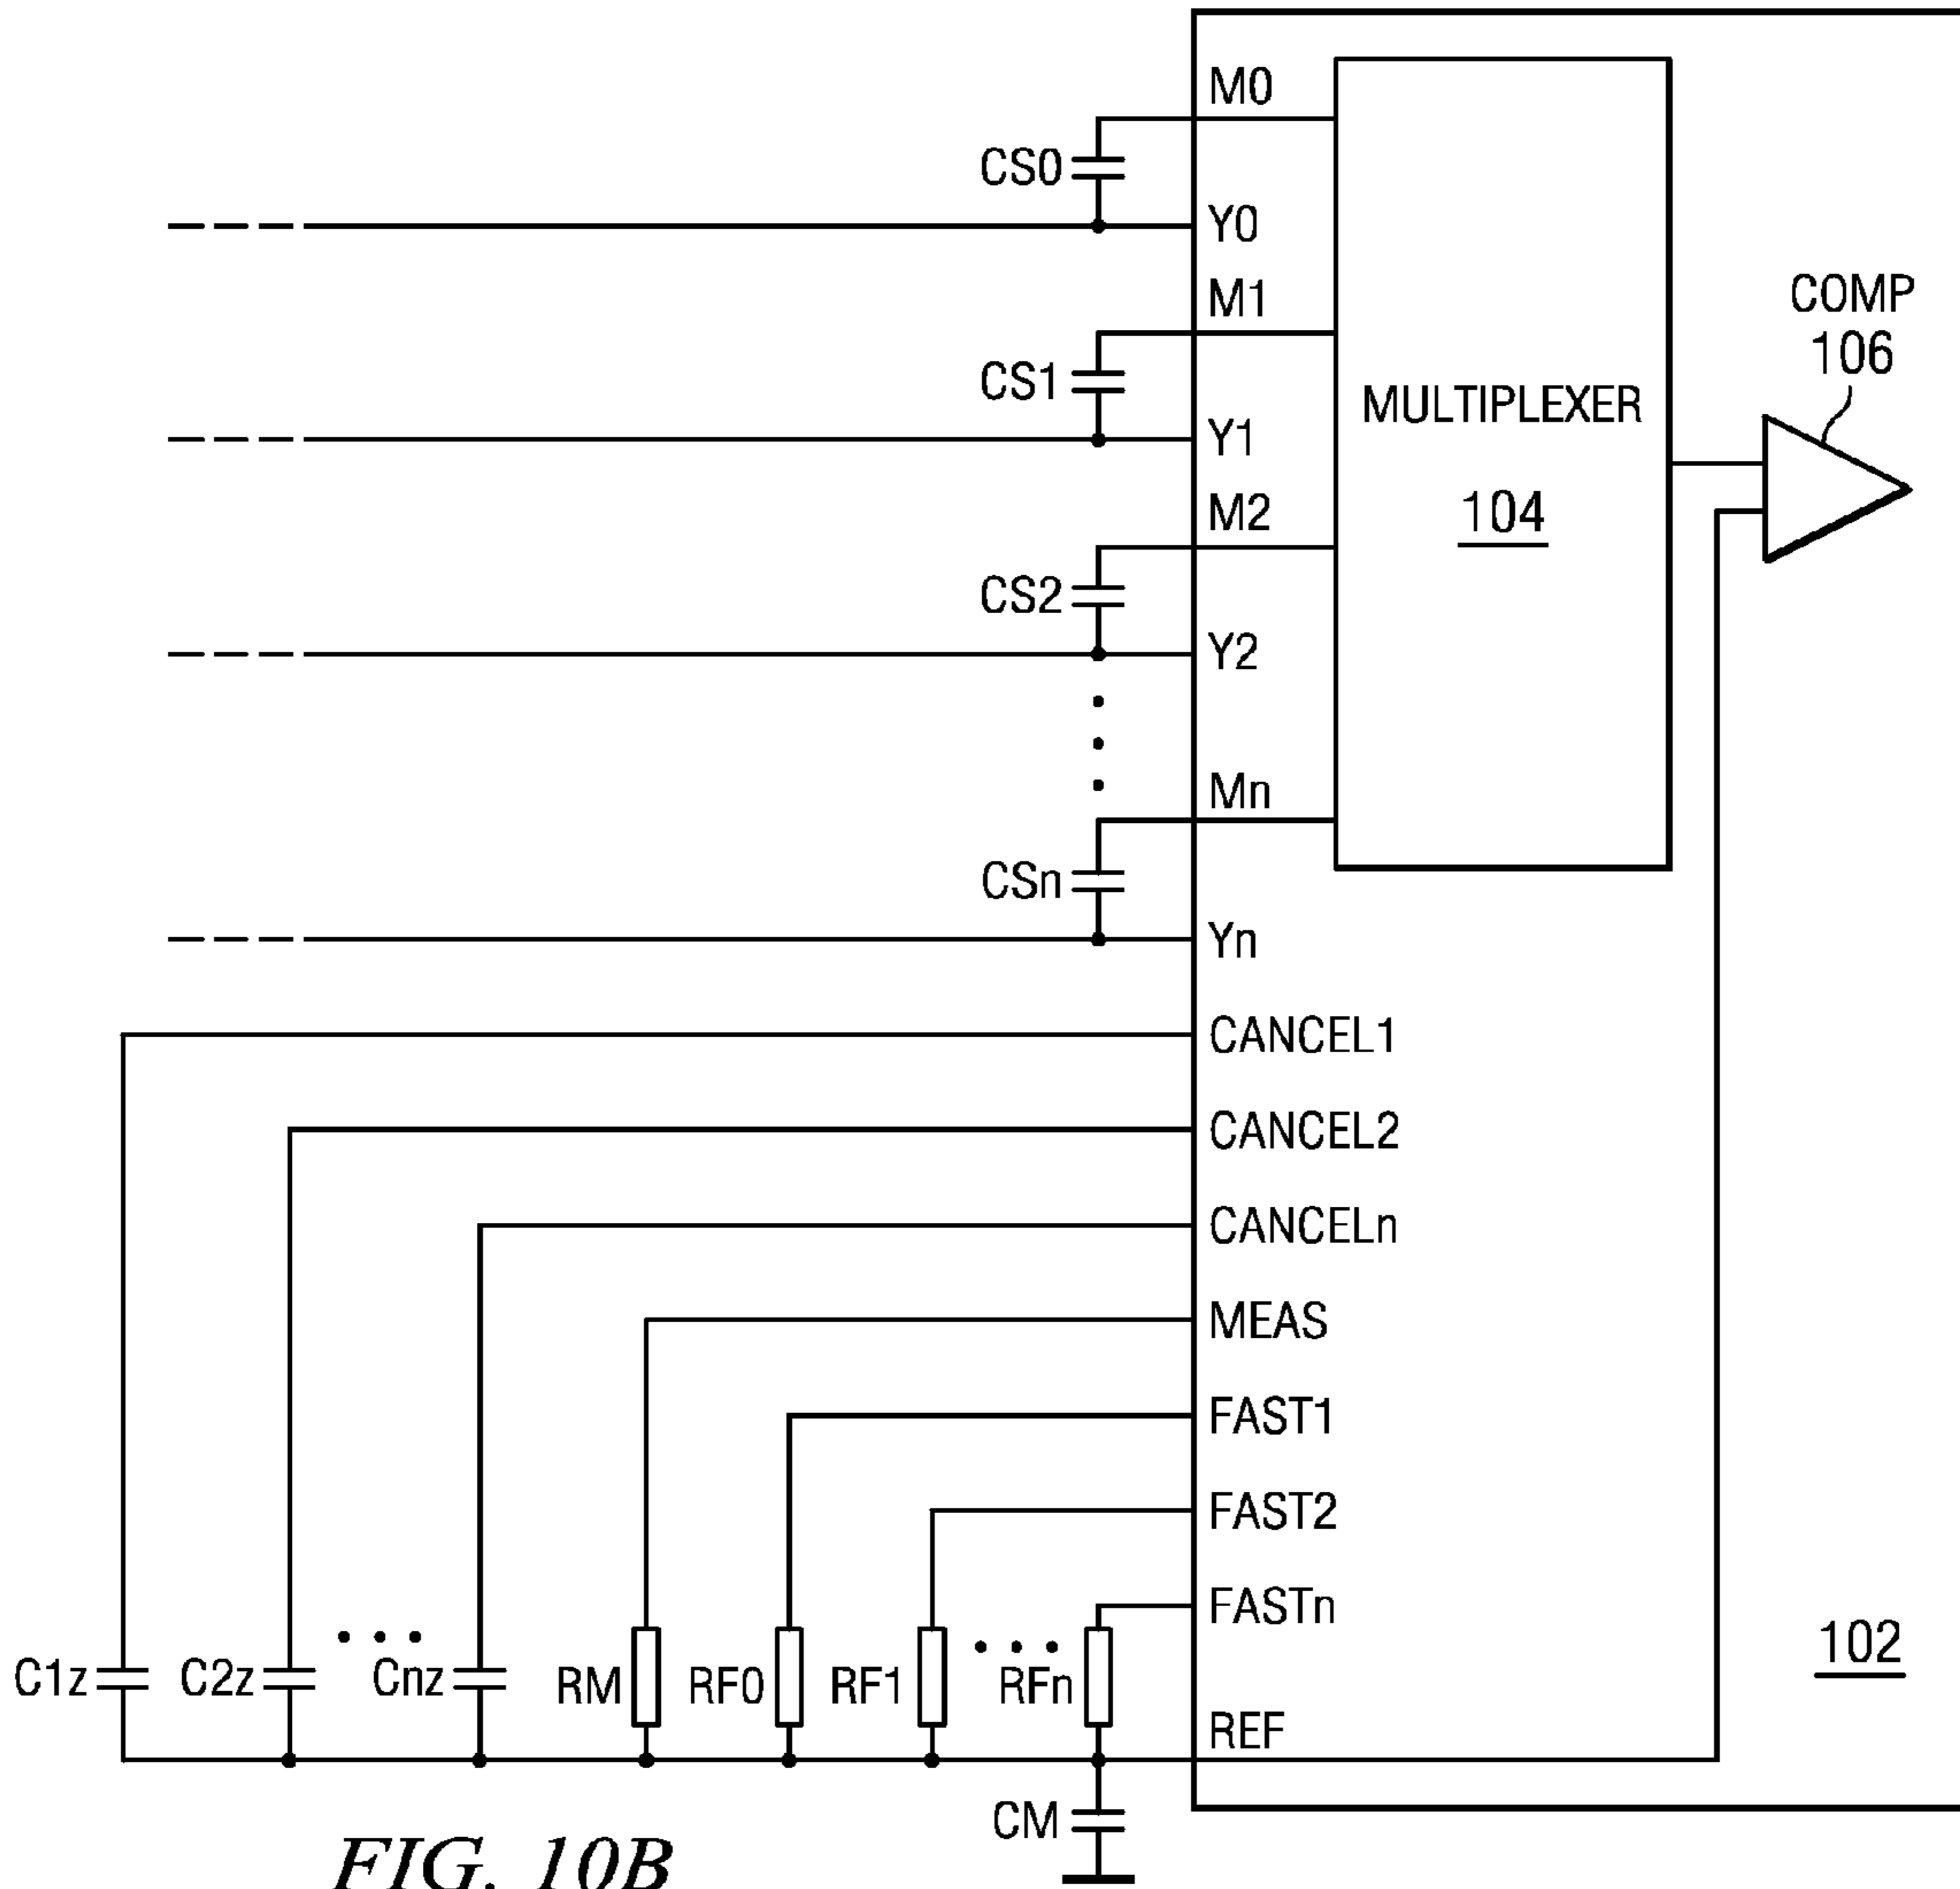 M0
CS0
Y0
M1
COMP
106
CS1
MULTIPLEXER
Y1
M2
104
CS2
Y2
Mn
CSn
Yn
CANCEL1
CANCEL2
CANCELn
MEAS
FAST1
FAST2
FASTn
102
C1z C2z Cnz RM RF0 RF1 RFn
REF
CM
FIG. 10B